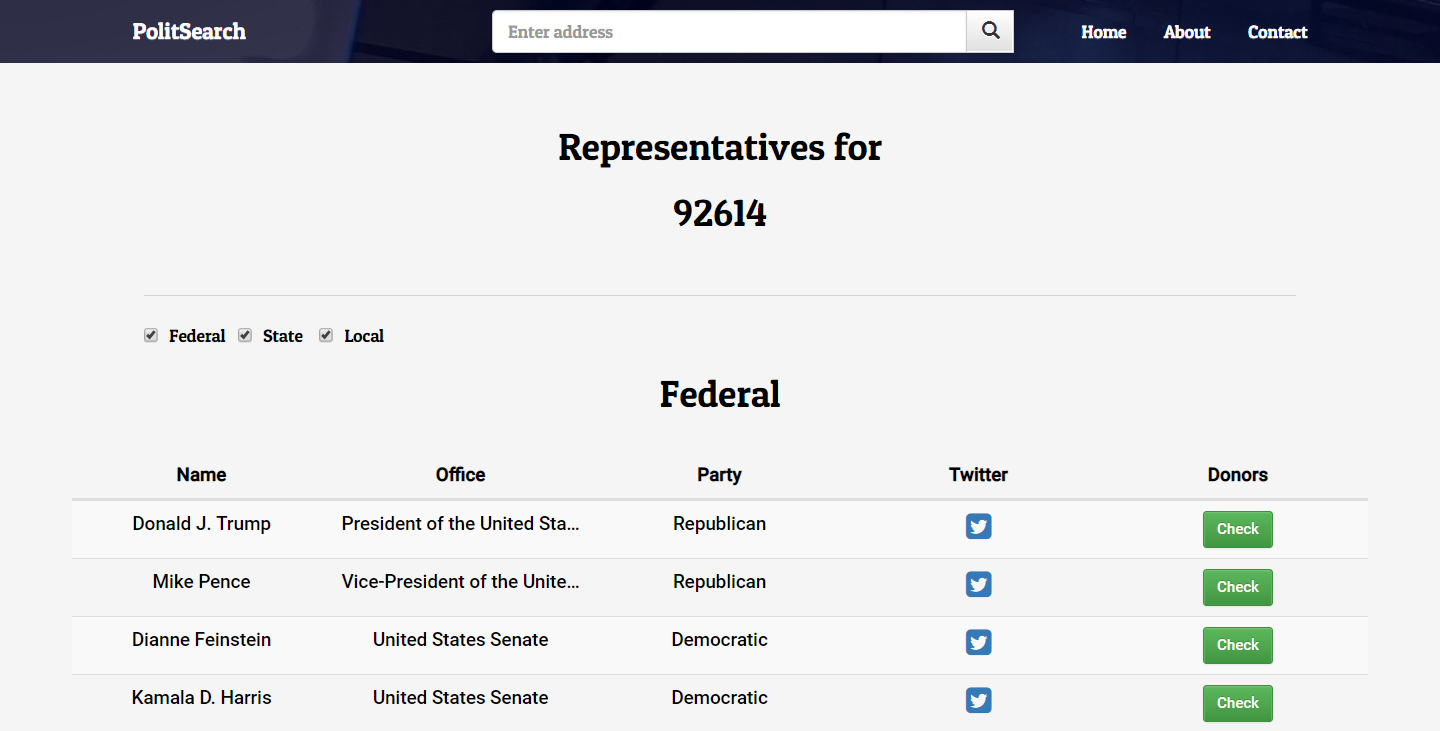 PolitSearch Enter address Home About Contact
Representatives for
92614
Federal State Local
Federal
Name Office Party Twitter Donors
Donald J. Trump President of the United Sta... Republican Check
Mike Pence Vice-President of the Unite... Republican Check
Dianne Feinstein United States Senate Democratic Check
Kamala D. Harris United States Senate Democratic Check